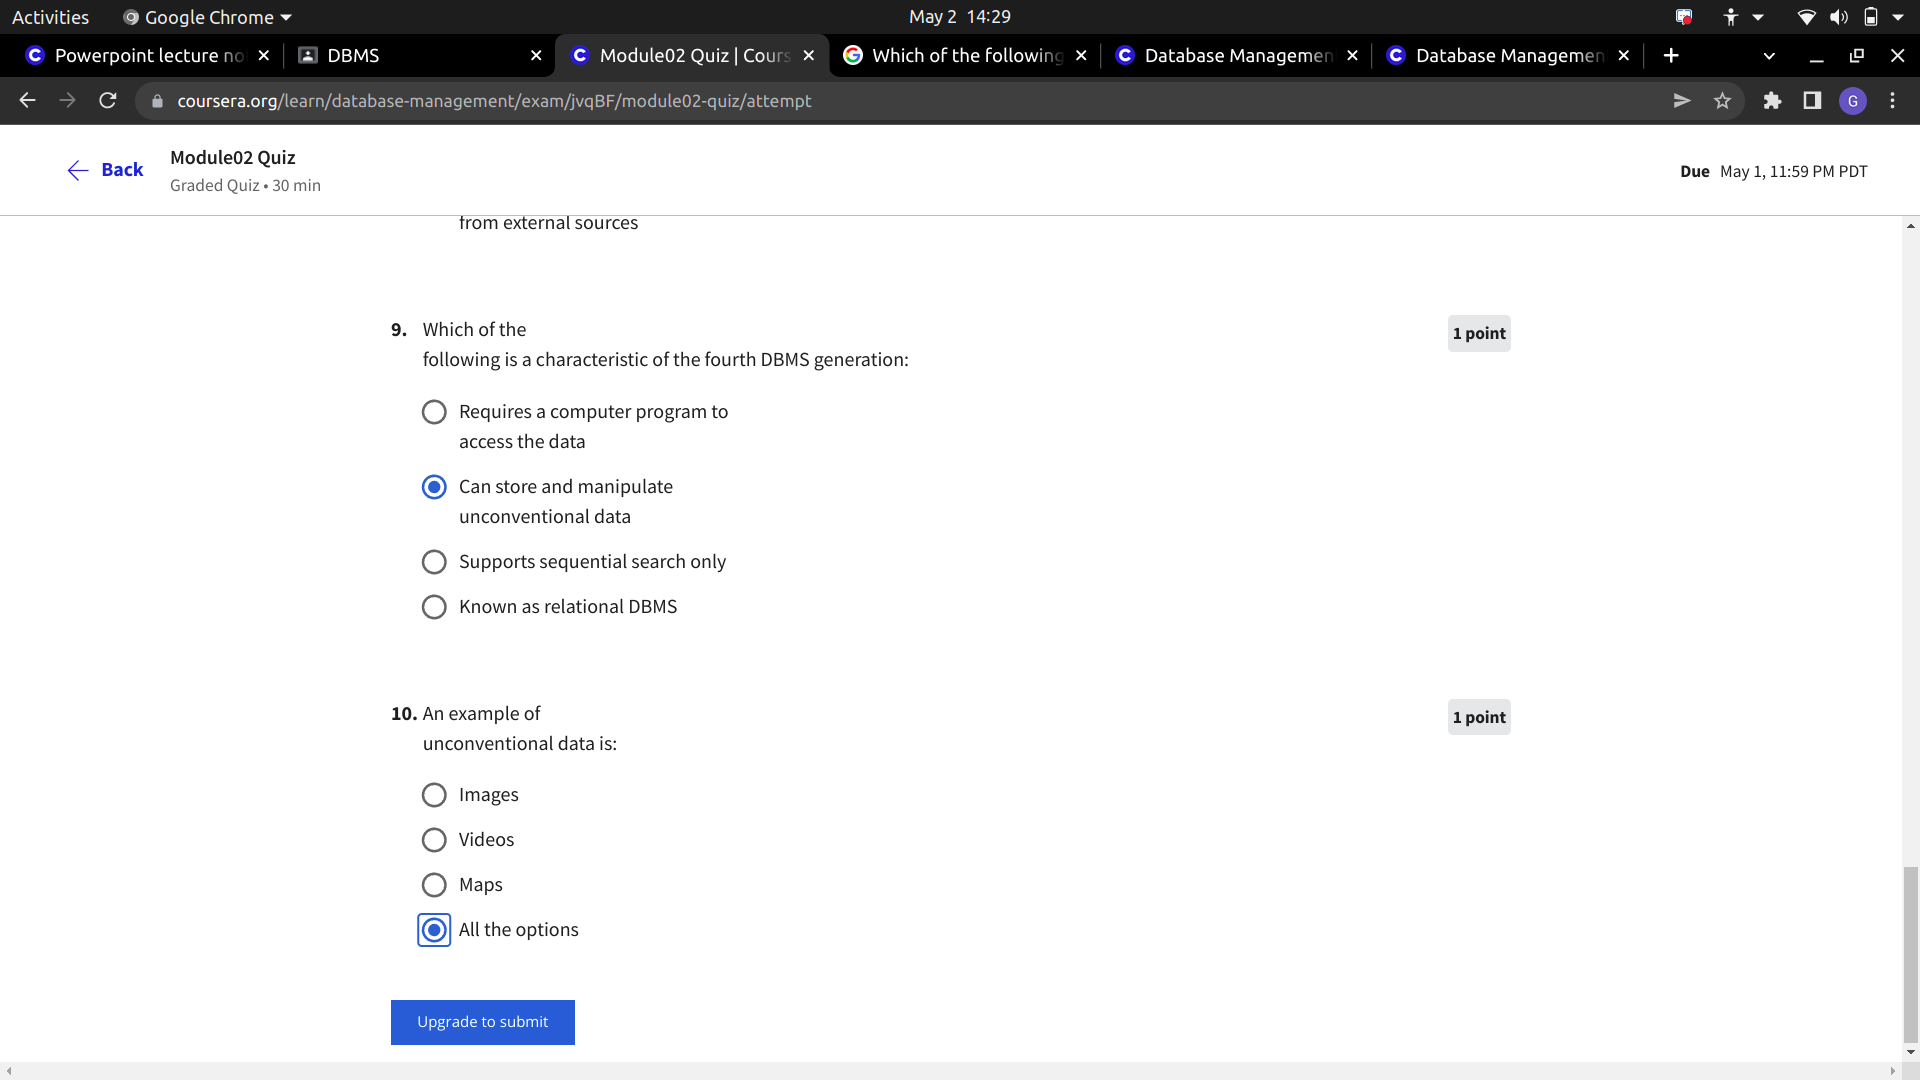 Activities
Google Chrome
May 2 14:29
Powerpoint lecture no
DBMS
Module02 Quiz | Cours
Which of the following
Database Managemen
Database Managemen
coursera.org/learn/database-management/exam/jvqBF/module02-quiz/attempt
G
Back
Module02 Quiz
Graded Quiz • 30 min
Due May 1, 11:59 PM PDT
from external sources
9. Which of the
following is a characteristic of the fourth DBMS generation:
1 point
Requires a computer program to
access the data
Can store and manipulate
unconventional data
Supports sequential search only
Known as relational DBMS
10. An example of
unconventional data is:
1 point
Images
Videos
Maps
All the options
Upgrade to submit